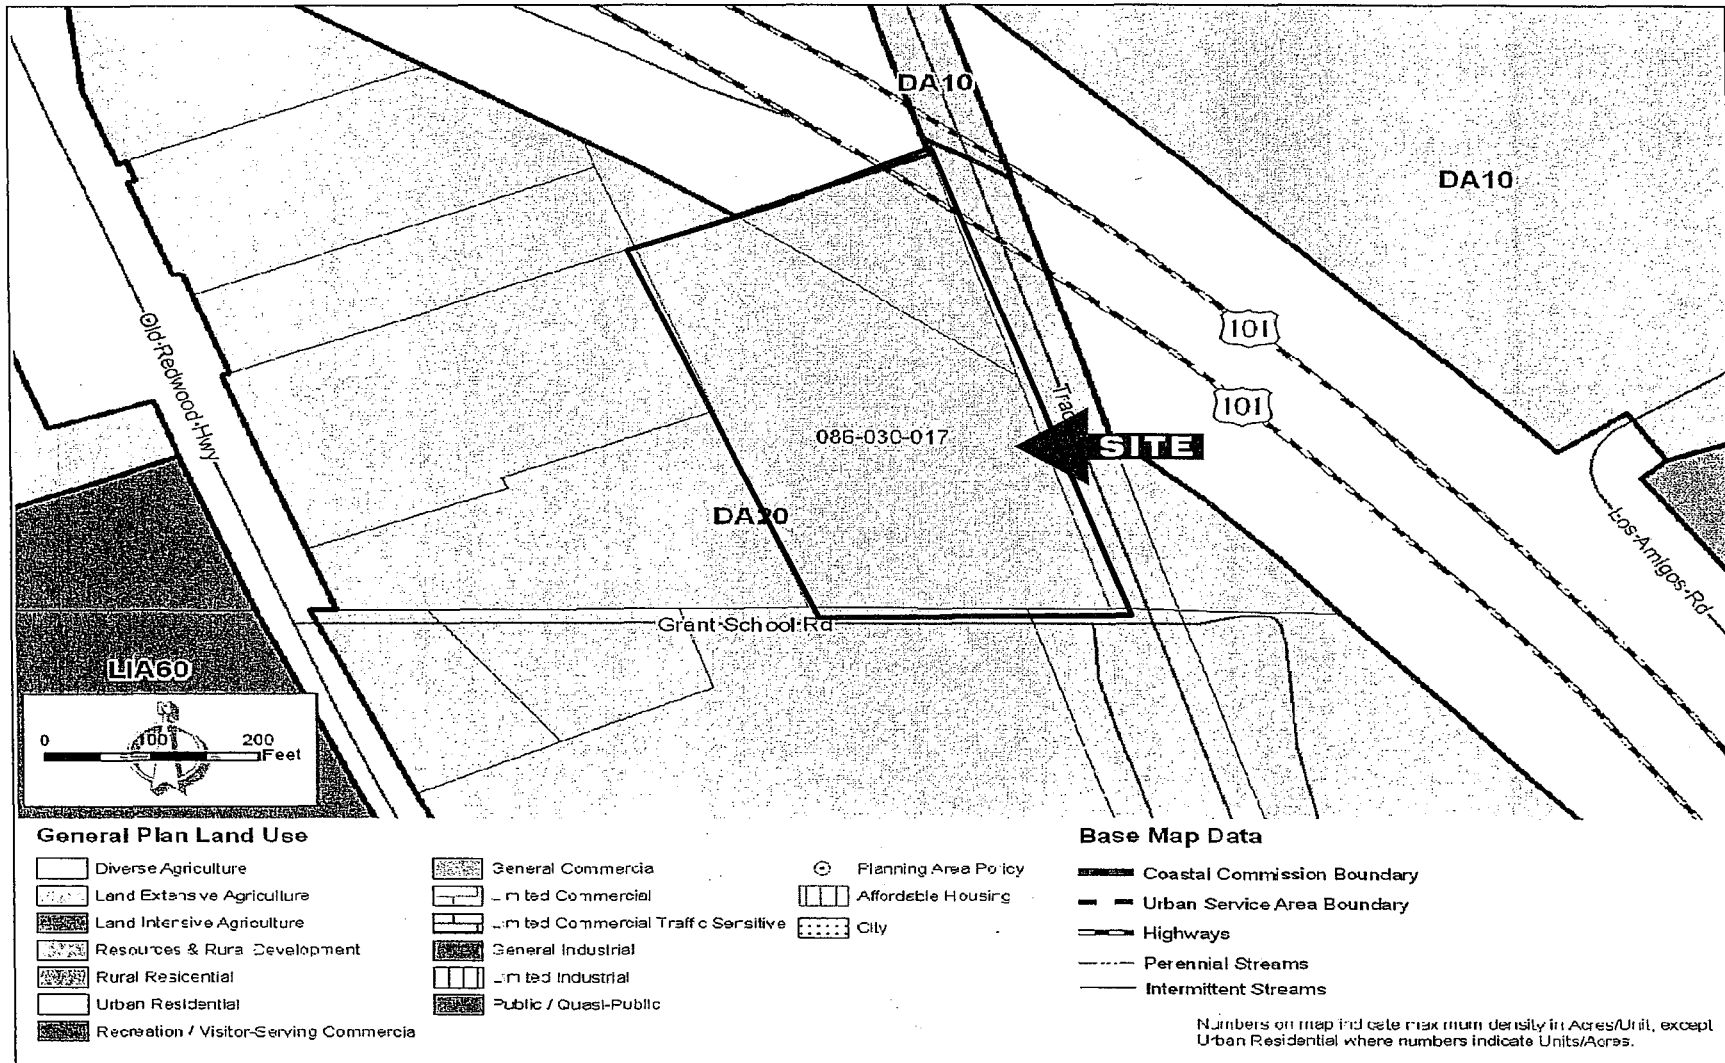 DA10
DA10
101
101
Old Redwood Hwy
086-030-017
SITE
DA20
Los Amigos Rd
Grant School Rd
LIA60
0 100 200
Feet
General Plan Land Use
Diverse Agriculture
Land Extensive Agriculture
Land Intensive Agriculture
Resources & Rura Development
Rural Residential
Urban Residential
Recreation / Visitor-Serving Commercia
General Commercia
Limited Commercial
Limited Commercial Traffic Sensitive
General Industrial
Limited Industrial
Public / Quasi-Public
Planning Area Policy
Affordable Housing
City
Base Map Data
Coastal Commission Boundary
Urban Service Area Boundary
Highways
Perennial Streams
Intermittent Streams
Numbers on map indicate maximum density in Acres/Unit, except
Urban Residential where numbers indicate Units/Acres.